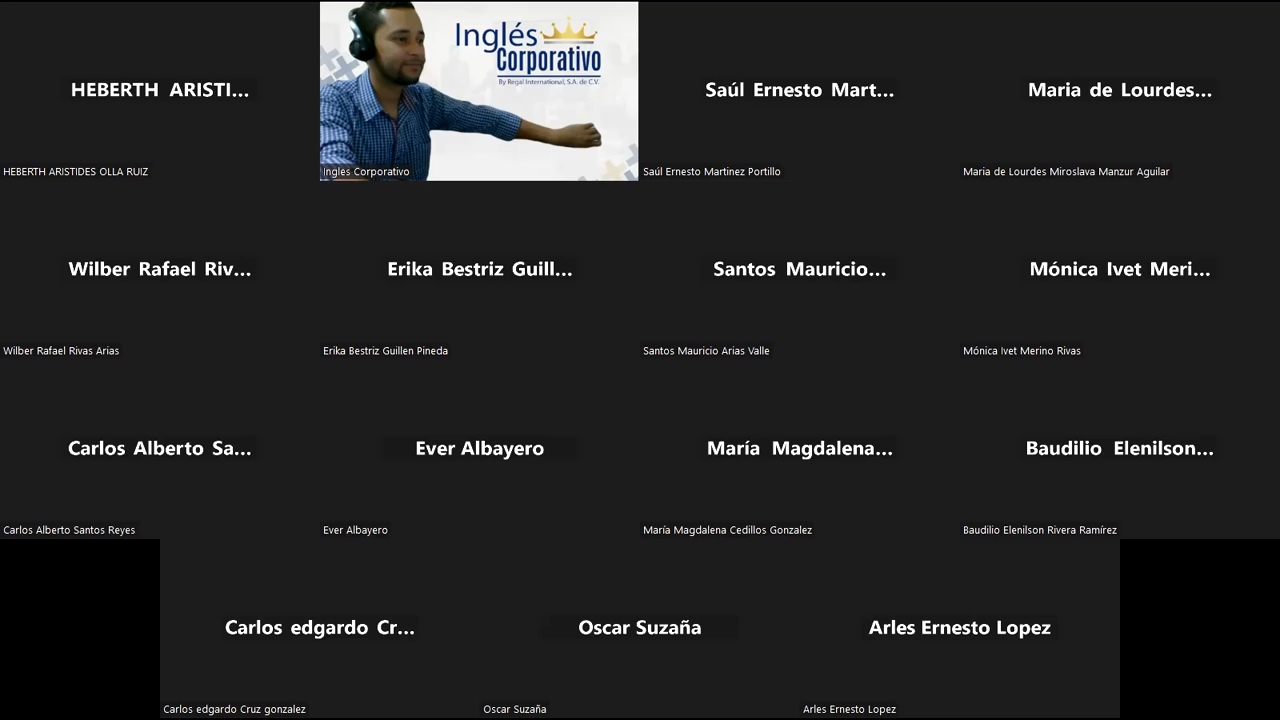 HEBERTH ARISTI...
HEBERTH ARISTIDES OLLA RUIZ
Inglés
Corporativo
By Regal International, S.A. de C.V.
Ingles Corporativo
Saúl Ernesto Mart...
Saúl Ernesto Martinez Portillo
Maria de Lourdes...
Maria de Lourdes Miroslava Manzur Aguilar
Wilber Rafael Riv...
Wilber Rafael Rivas Arias
Erika Bestriz Guill...
Erika Bestriz Guillen Pineda
Santos Mauricio...
Santos Mauricio Arias Valle
Mónica Ivet Meri...
Mónica Ivet Merino Rivas
Carlos Alberto Sa...
Carlos Alberto Santos Reyes
Ever Albayero
Ever Albayero
María Magdalena...
María Magdalena Cedillos Gonzalez
Baudilio Elenilson...
Baudilio Elenilson Rivera Ramírez
Carlos edgardo Cr...
Carlos edgardo Cruz gonzalez
Oscar Suzaña
Oscar Suzaña
Arles Ernesto Lopez
Arles Ernesto Lopez